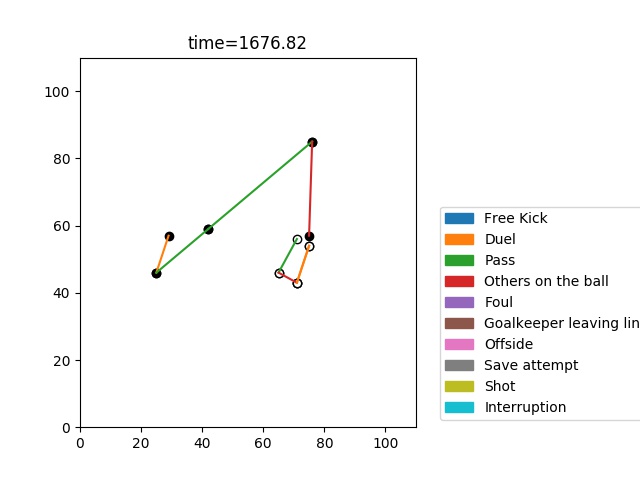 time=1676.82
100
80
60
40
20
0
0 20 40 60 80 100
Free Kick
Duel
Pass
Others on the ball
Foul
Goalkeeper leaving lin
Offside
Save attempt
Shot
Interruption